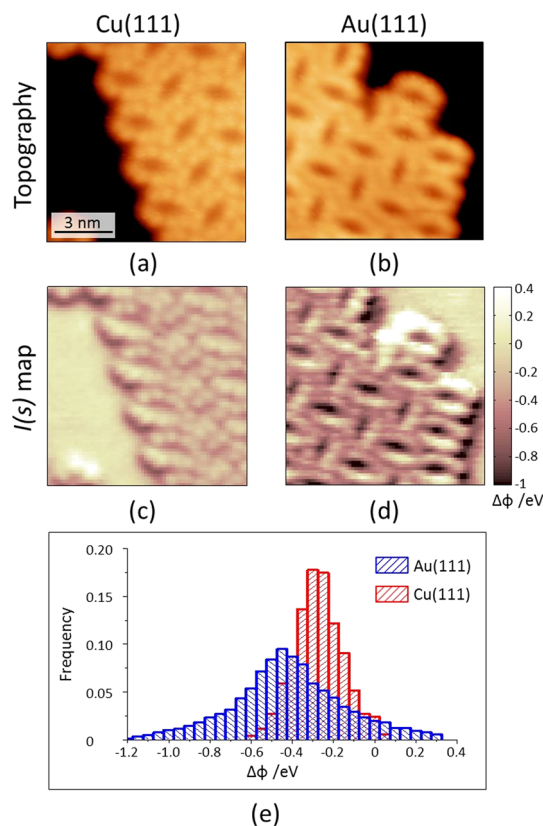 Cu(111) Au(111)
Topography
3 nm
(a) (b)
I(s) map
0.4
0.2
0
-0.2
-0.4
-0.6
-0.8
-1
Δϕ /eV
(c) (d)
Frequency
0.20
0.15
0.10
0.05
0
Au(111)
Cu(111)
-1.2 -1.0 -0.8 -0.6 -0.4 -0.2 0 0.2 0.4
Δϕ /eV
(e)